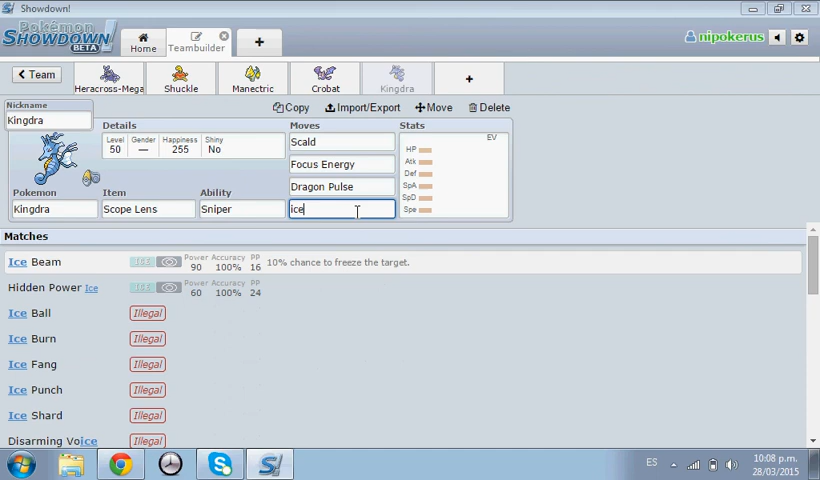 Showdown!
Pokémon
SHOWDOWN
BETA
Home
Teambuilder
+
nipokerus
Team
Heracross-Mega
Shuckle
Manectric
Crobat
Kingdra
+
Nickname
Kingdra
Copy
Import/Export
Move
Delete
Details
Level Gender Happiness Shiny
50 — 255 No
Moves
Scald
Focus Energy
Dragon Pulse
ice
Stats
EV
HP
Atk
Def
SpA
SpD
Spe
Pokemon
Kingdra
Item
Scope Lens
Ability
Sniper
Matches
Ice Beam ICE Power 90 Accuracy 100% PP 16 10% chance to freeze the target.
Hidden Power Ice ICE Power 60 Accuracy 100% PP 24
Ice Ball Illegal
Ice Burn Illegal
Ice Fang Illegal
Ice Punch Illegal
Ice Shard Illegal
Disarming Voice Illegal
ES
10:08 p.m.
28/03/2015